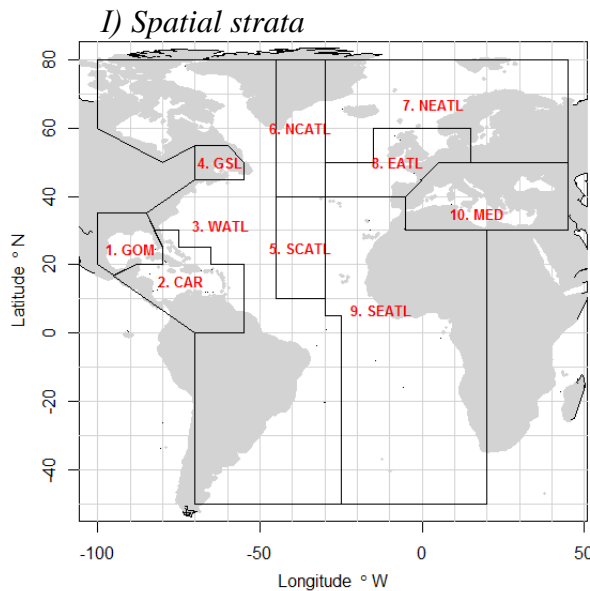 I) Spatial strata
80
7. NEATL
60
6. NCATL
4. GSL
8. EATL
40
3. WATL
10. MED
1. GOM
5. SCATL
20
2. CAR
9. SEATL
0
-20
-40
Latitude ° N
-100
-50
0
50
Longitude ° W